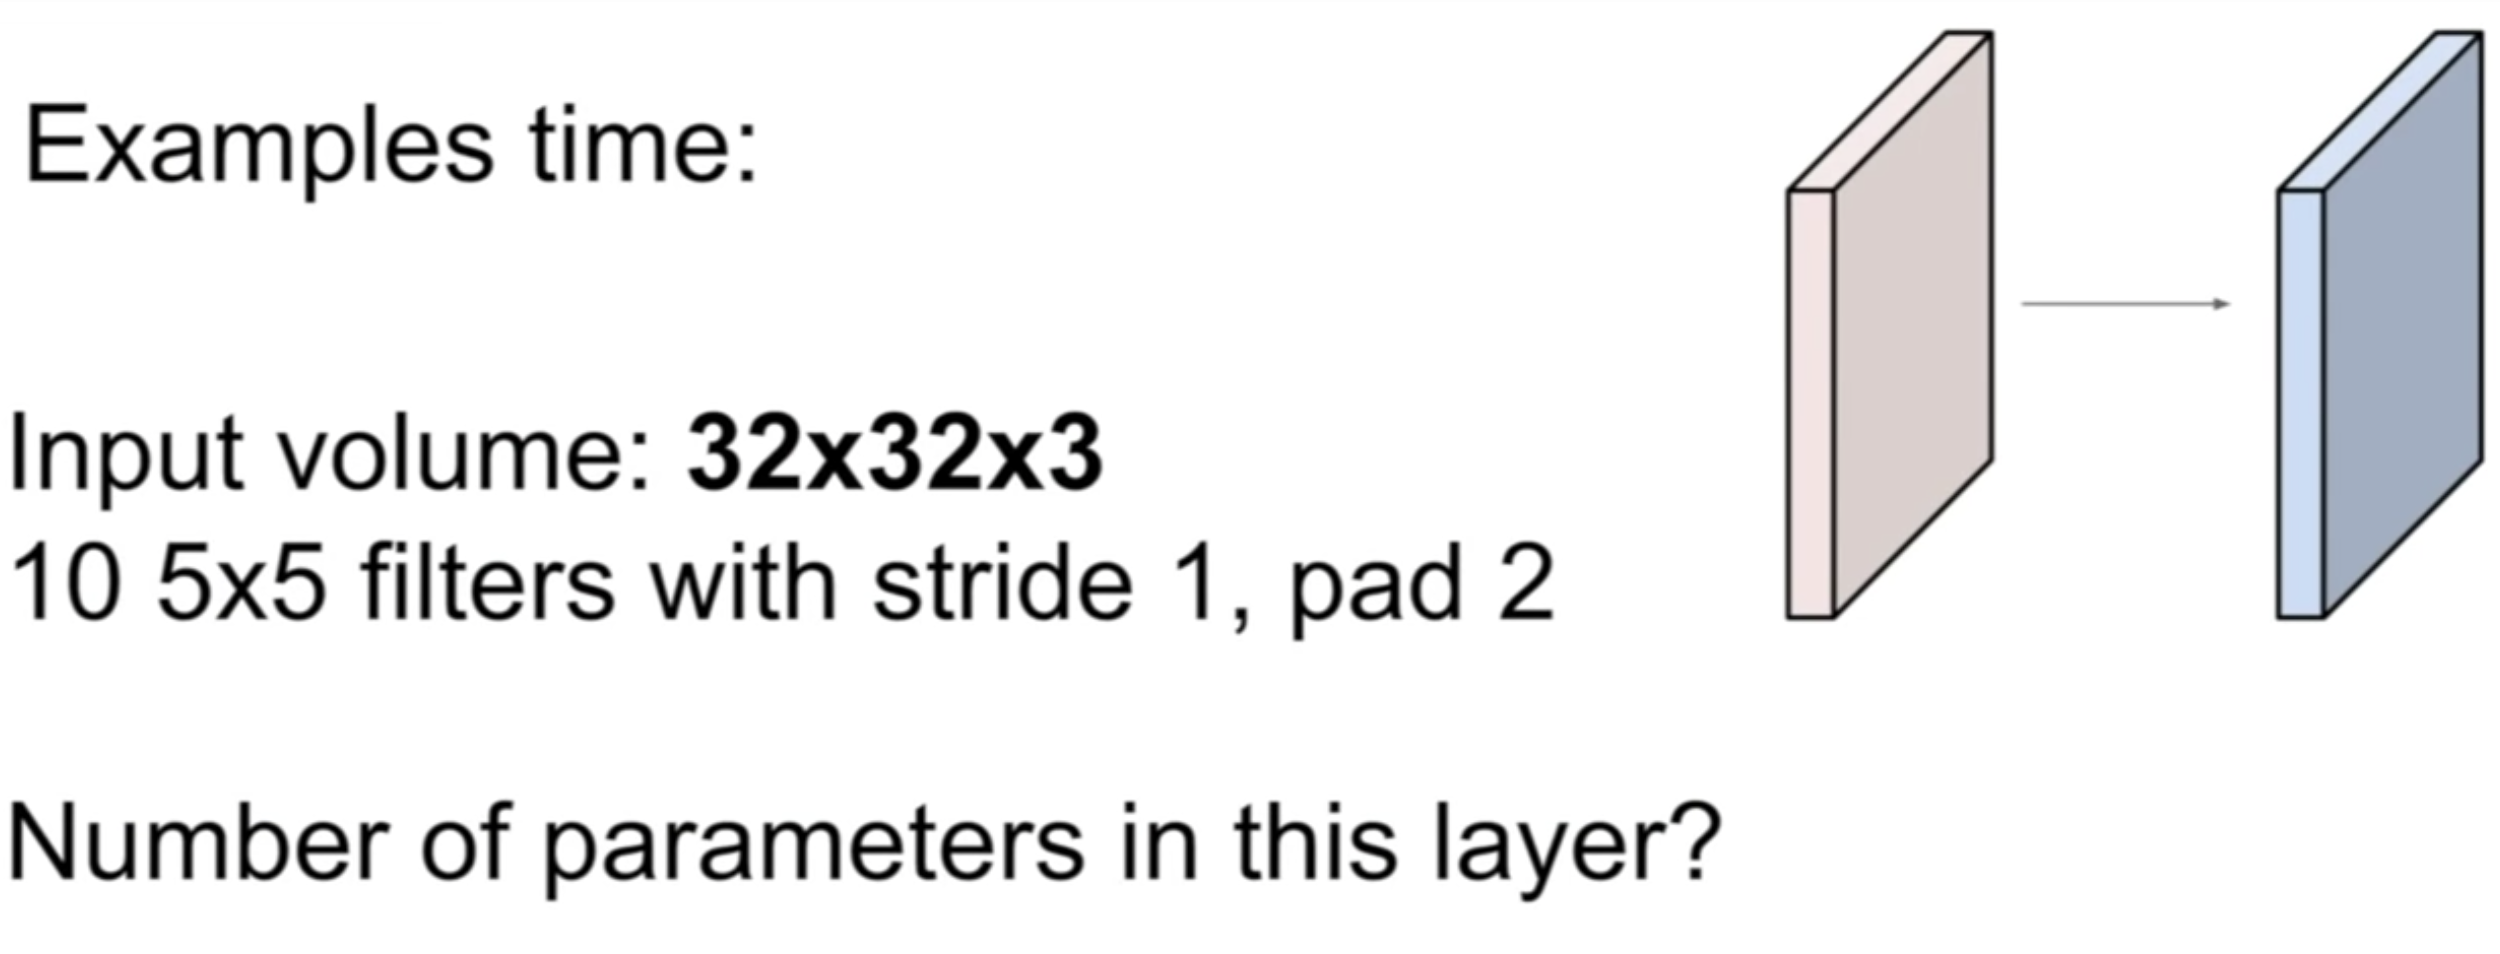 Examples time:
Input volume: 32x32x3
10 5x5 filters with stride 1, pad 2
Number of parameters in this layer?